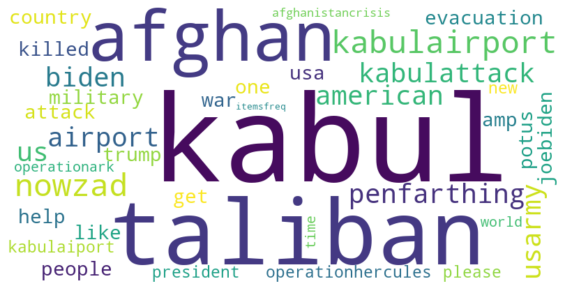 afghanistancrisis
country
afghan
evacuation
killed
kabulairport
biden
usa
kabulattack
military
one
new
war
american
itemsfreq
attack
amp
airport
kabul
potus
joebiden
us
trump
operationark
nowzad
get
penfarthing
usarmy
help
taliban
like
time
world
kabulaiport
people
president
operationhercules
please